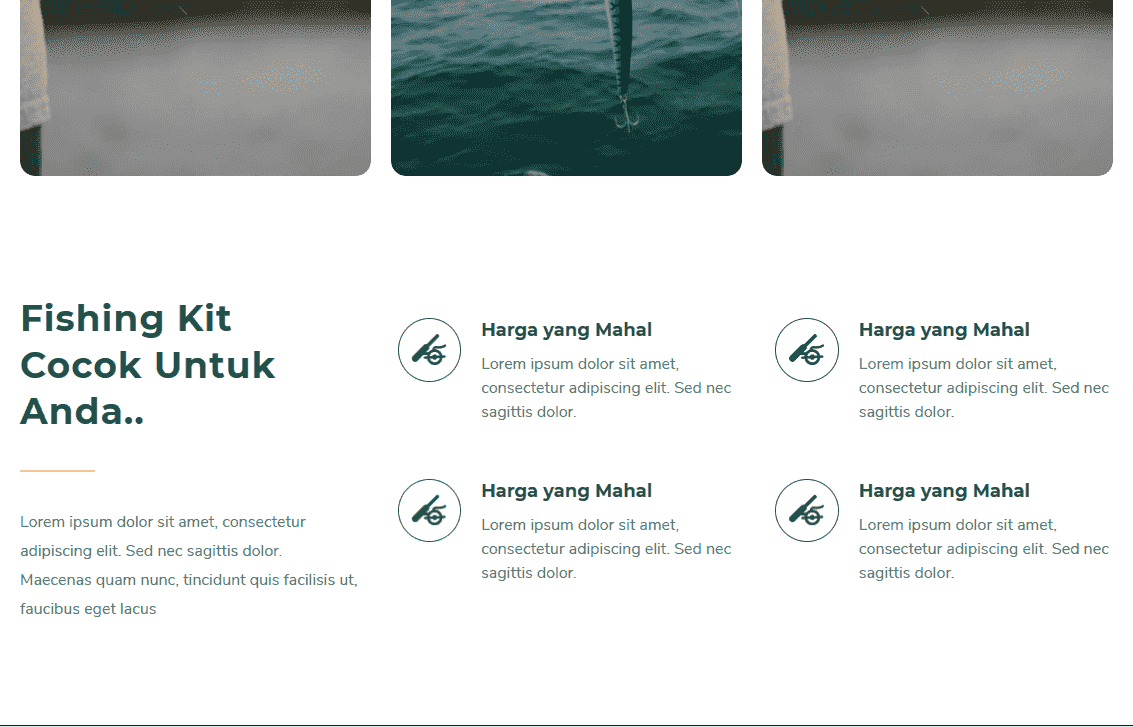 Fishing Kit
Cocok Untuk
Anda..
Lorem ipsum dolor sit amet, consectetur
adipiscing elit. Sed nec sagittis dolor.
Maecenas quam nunc, tincidunt quis facilisis ut,
faucibus eget lacus
Harga yang Mahal
Lorem ipsum dolor sit amet,
consectetur adipiscing elit. Sed nec
sagittis dolor.
Harga yang Mahal
Lorem ipsum dolor sit amet,
consectetur adipiscing elit. Sed nec
sagittis dolor.
Harga yang Mahal
Lorem ipsum dolor sit amet,
consectetur adipiscing elit. Sed nec
sagittis dolor.
Harga yang Mahal
Lorem ipsum dolor sit amet,
consectetur adipiscing elit. Sed nec
sagittis dolor.